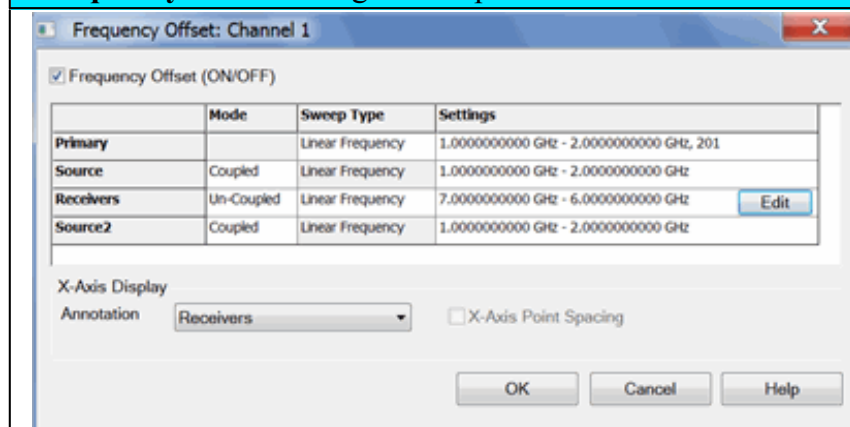 Frequency Offset: Channel 1
Frequency Offset (ON/OFF)
Mode Sweep Type Settings
Primary Linear Frequency 1.0000000000 GHz - 2.0000000000 GHz, 201
Source Coupled Linear Frequency 1.0000000000 GHz - 2.0000000000 GHz
Receivers Un-Coupled Linear Frequency 7.0000000000 GHz - 6.0000000000 GHz Edit
Source2 Coupled Linear Frequency 1.0000000000 GHz - 2.0000000000 GHz
X-Axis Display
Annotation Receivers X-Axis Point Spacing
OK Cancel Help